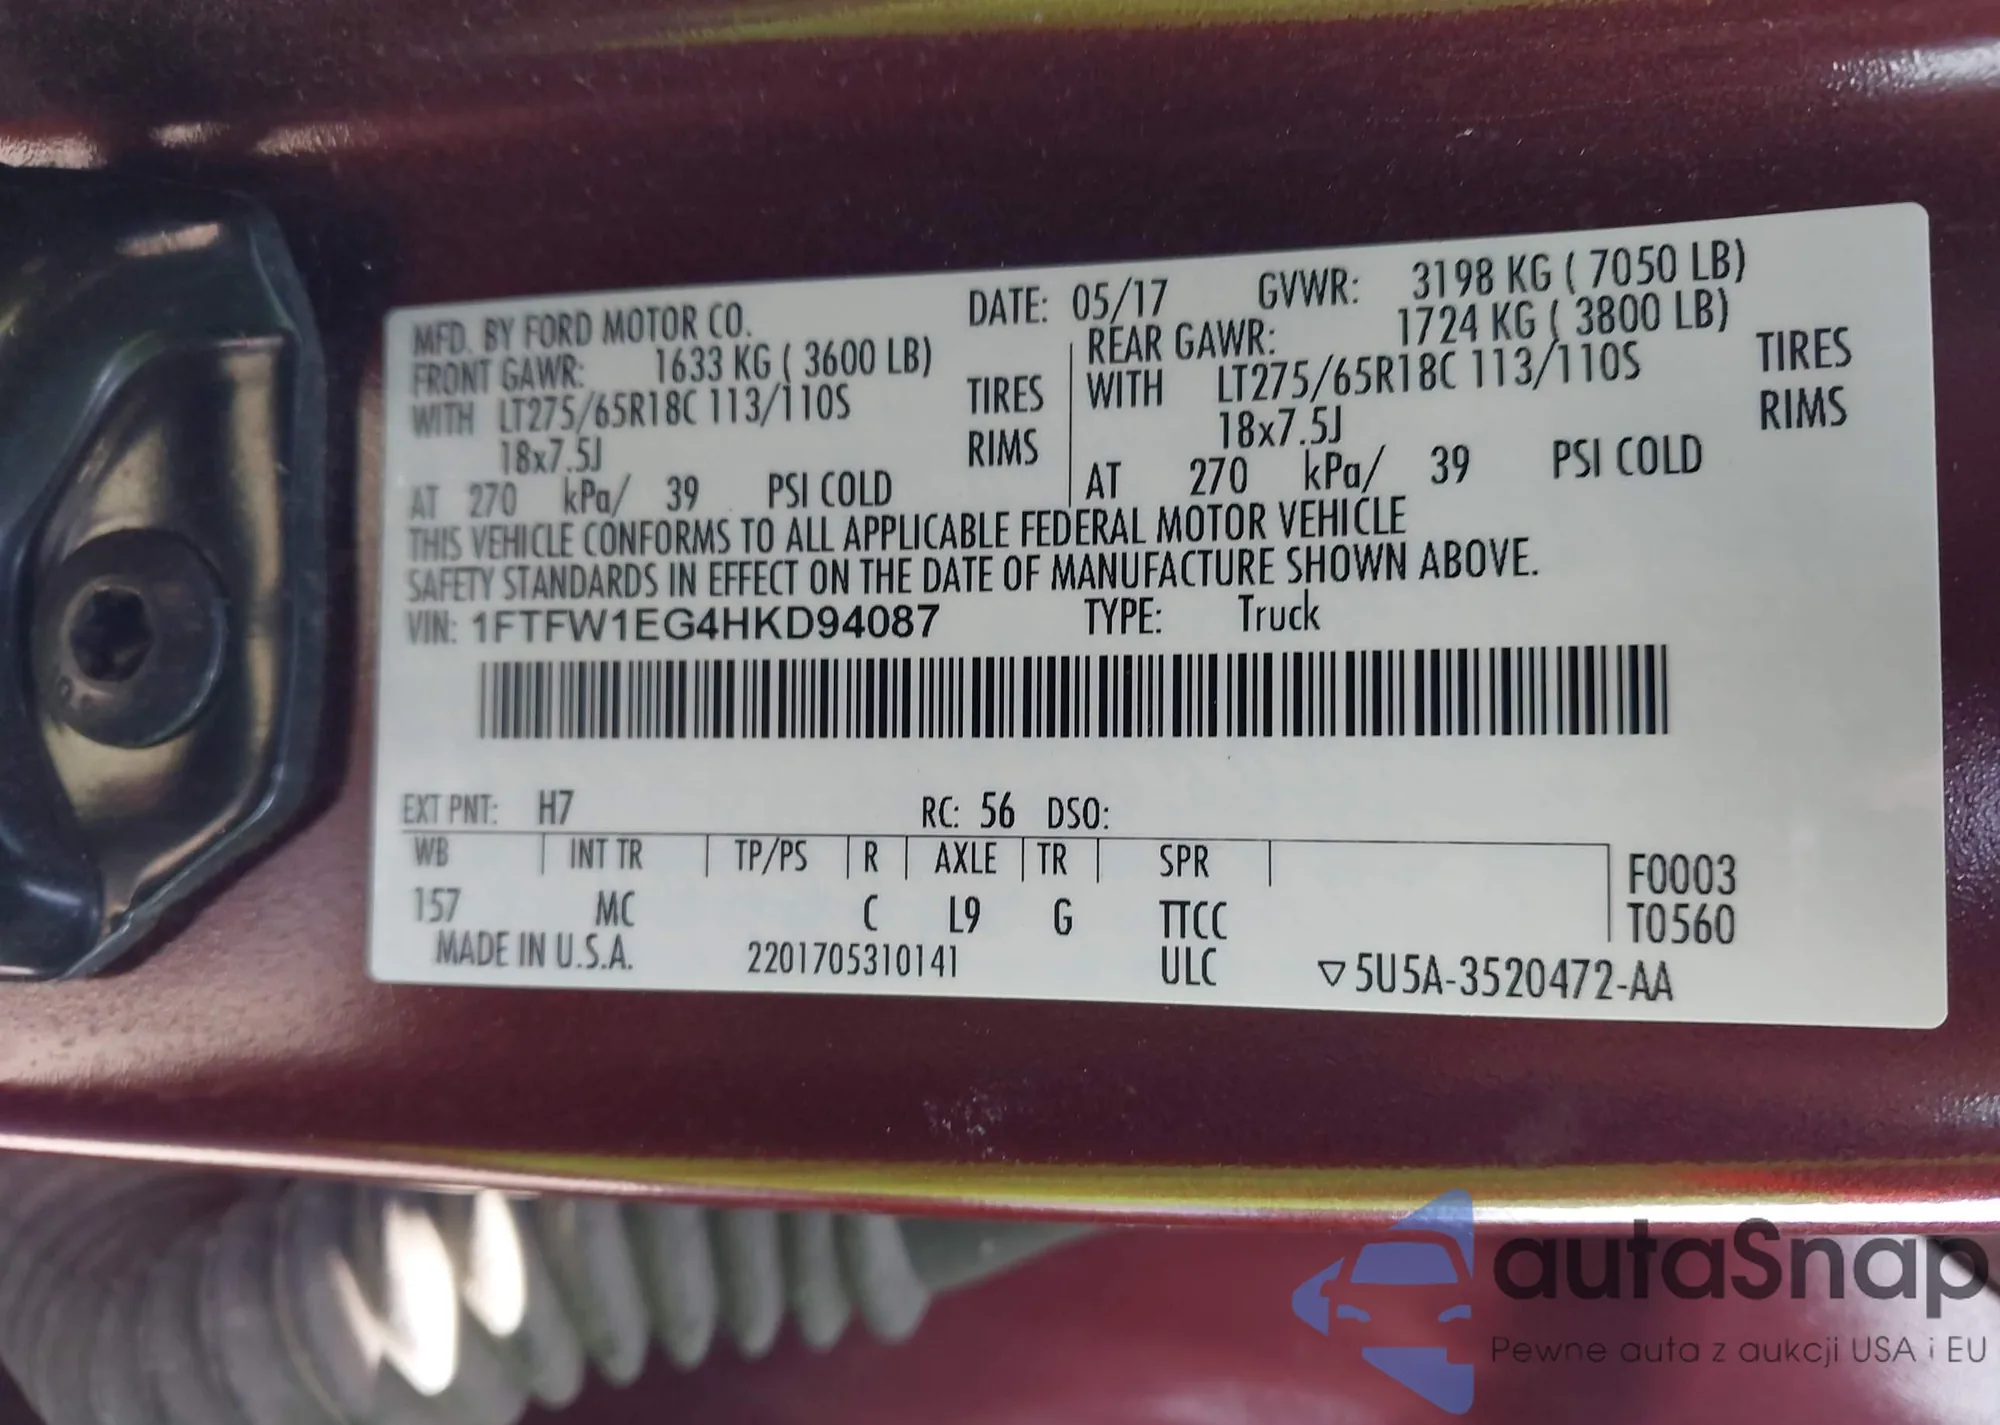 MFD. BY FORD MOTOR CO. DATE: 05/17 GVWR: 3198 KG ( 7050 LB)
FRONT GAWR: 1633 KG ( 3600 LB) REAR GAWR: 1724 KG ( 3800 LB)
WITH LT275/65R18C 113/110S TIRES WITH LT275/65R18C 113/110S TIRES
18x7.5J RIMS 18x7.5J RIMS
AT 270 kPa/ 39 PSI COLD AT 270 kPa/ 39 PSI COLD
THIS VEHICLE CONFORMS TO ALL APPLICABLE FEDERAL MOTOR VEHICLE
SAFETY STANDARDS IN EFFECT ON THE DATE OF MANUFACTURE SHOWN ABOVE.
VIN: 1FTFW1EG4HKD94087 TYPE: Truck
EXT PNT: H7 RC: 56 DSO:
WB INT TR TP/PS R AXLE TR SPR F0003
157 MC C L9 G TTCC T0560
MADE IN U.S.A. 2201705310141 ULC ▽5U5A-3520472-AA
autaSnap
Pewne auta z aukcji USA i EU